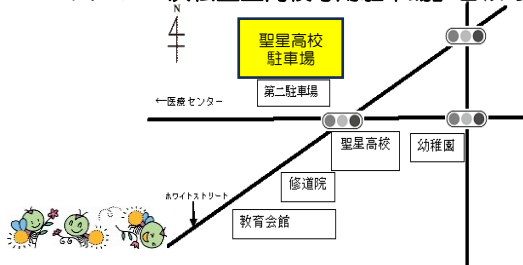 N
聖星高校
駐車場
第二駐車場
←医療センター
聖星高校
幼稚園
修道院
ホワイトストリート
教育会館